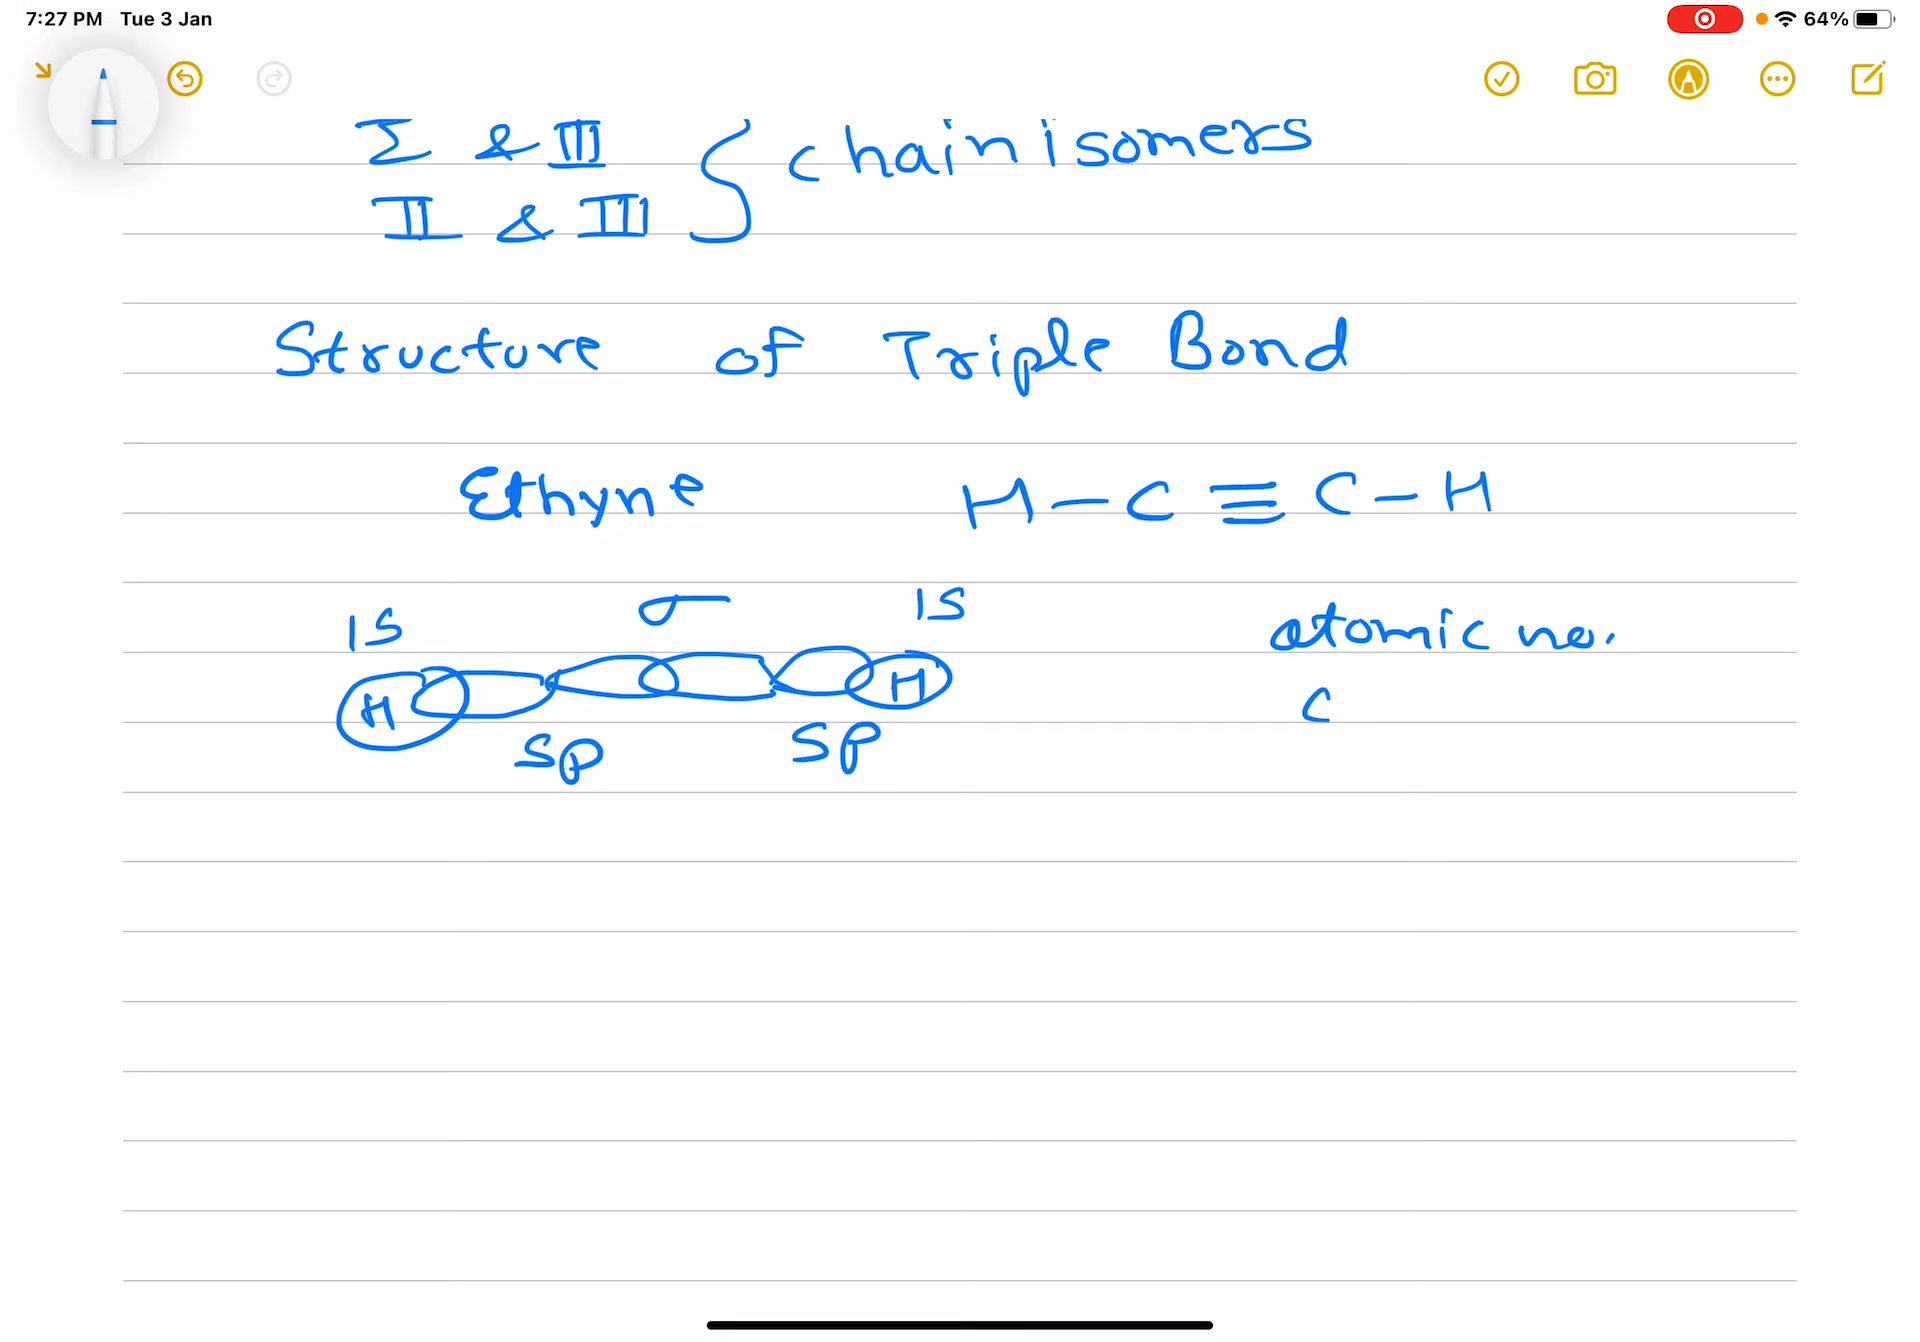 7:27 PM Tue 3 Jan 64%
I & III } chain isomers
II & III
Structure of Triple Bond
Ethyne H-C≡C-H
1S σ 1S atomic no.
H H
C
SP SP